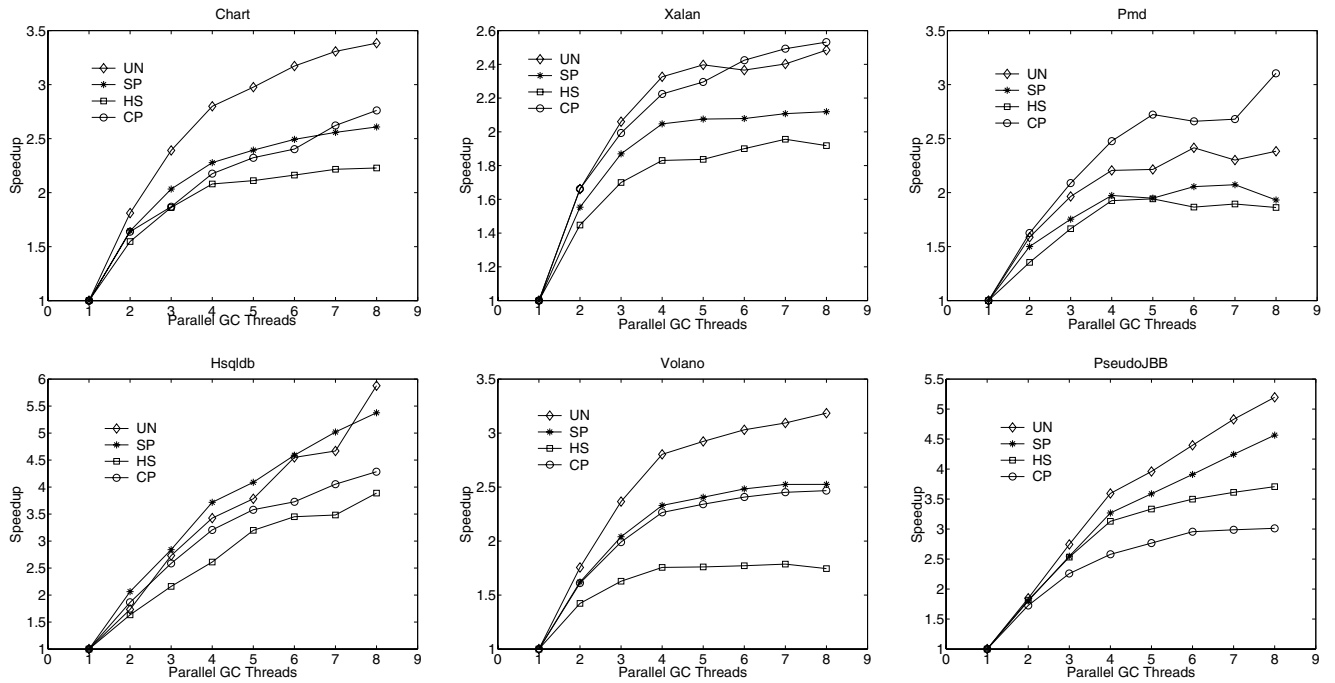 Chart
3.5
3
2.5
2
1.5
1
Speedup
UN
SP
HS
CP
0 1 2 3 4 5 6 7 8 9
Parallel GC Threads
Xalan
2.6
2.4
2.2
2
1.8
1.6
1.4
1.2
1
Speedup
UN
SP
HS
CP
0 1 2 3 4 5 6 7 8 9
Parallel GC Threads
Pmd
3.5
3
2.5
2
1.5
1
Speedup
UN
SP
HS
CP
0 1 2 3 4 5 6 7 8 9
Parallel GC Threads
Hsqldb
6
5.5
5
4.5
4
3.5
3
2.5
2
1.5
1
Speedup
UN
SP
HS
CP
0 1 2 3 4 5 6 7 8 9
Parallel GC Threads
Volano
3.5
3
2.5
2
1.5
1
Speedup
UN
SP
HS
CP
0 1 2 3 4 5 6 7 8 9
Parallel GC Threads
PseudoJBB
5.5
5
4.5
4
3.5
3
2.5
2
1.5
1
Speedup
UN
SP
HS
CP
0 1 2 3 4 5 6 7 8 9
Parallel GC Threads